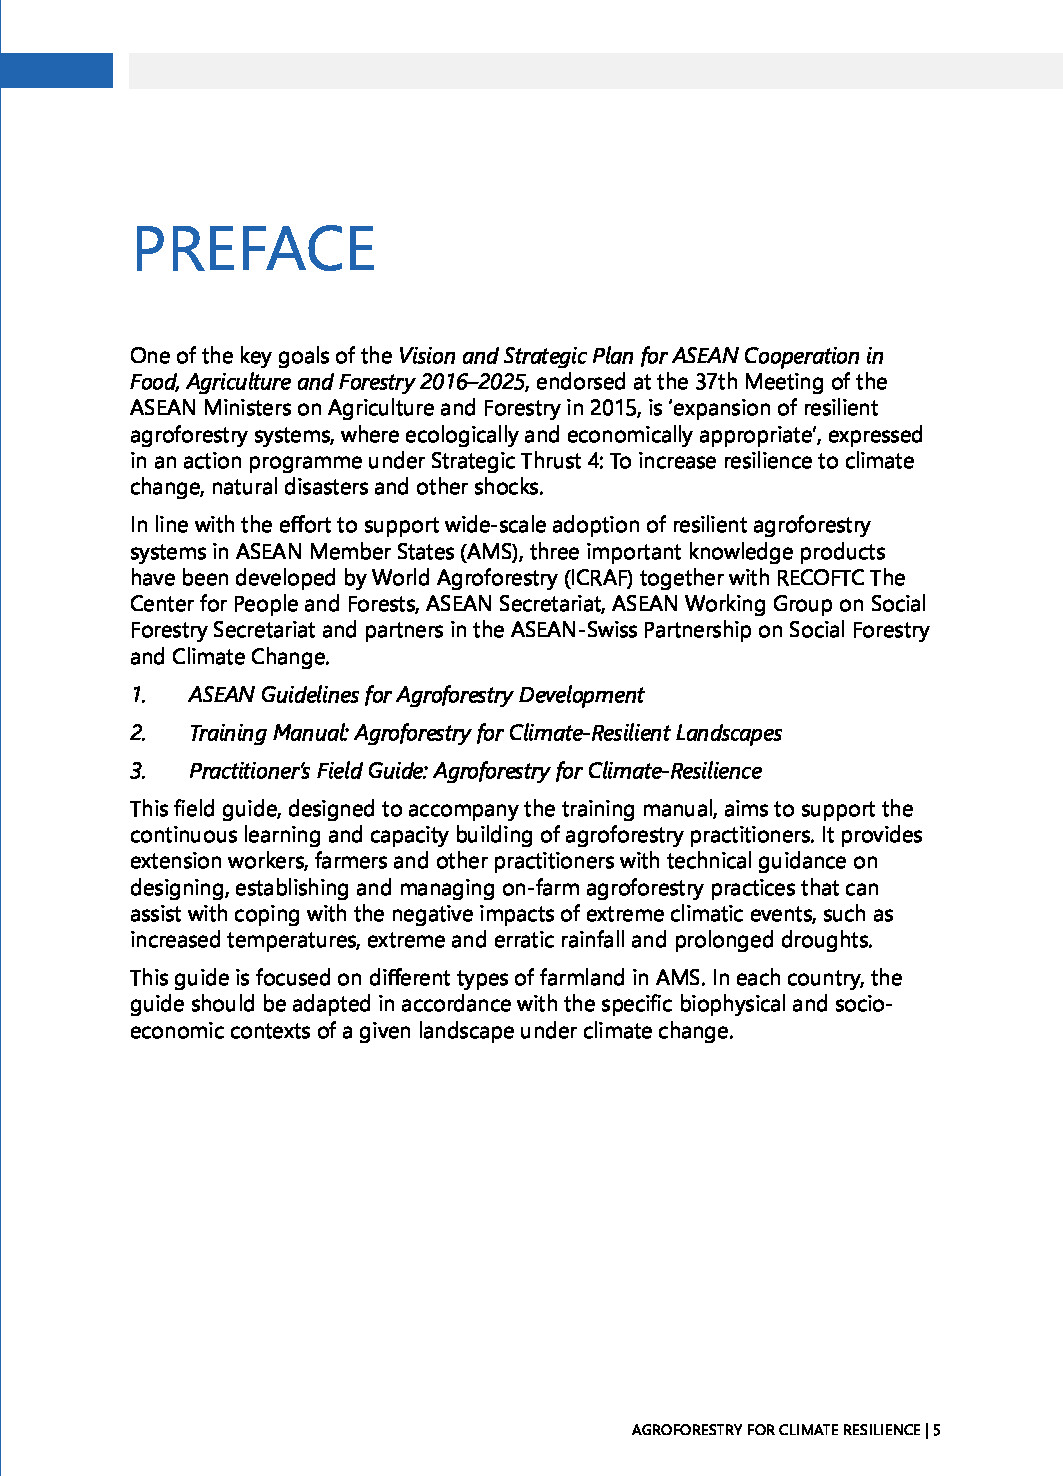 PREFACE
One of the key goals of the Vision and Strategic Plan for ASEAN Cooperation in
Food, Agriculture and Forestry 2016–2025, endorsed at the 37th Meeting of the
ASEAN Ministers on Agriculture and Forestry in 2015, is ‘expansion of resilient
agroforestry systems, where ecologically and economically appropriate’, expressed
in an action programme under Strategic Thrust 4: To increase resilience to climate
change, natural disasters and other shocks.
In line with the effort to support wide-scale adoption of resilient agroforestry
systems in ASEAN Member States (AMS), three important knowledge products
have been developed by World Agroforestry (ICRAF) together with RECOFTC The
Center for People and Forests, ASEAN Secretariat, ASEAN Working Group on Social
Forestry Secretariat and partners in the ASEAN-Swiss Partnership on Social Forestry
and Climate Change.
1. ASEAN Guidelines for Agroforestry Development
2. Training Manual: Agroforestry for Climate-Resilient Landscapes
3. Practitioner’s Field Guide: Agroforestry for Climate-Resilience
This field guide, designed to accompany the training manual, aims to support the
continuous learning and capacity building of agroforestry practitioners. It provides
extension workers, farmers and other practitioners with technical guidance on
designing, establishing and managing on-farm agroforestry practices that can
assist with coping with the negative impacts of extreme climatic events, such as
increased temperatures, extreme and erratic rainfall and prolonged droughts.
This guide is focused on different types of farmland in AMS. In each country, the
guide should be adapted in accordance with the specific biophysical and socio-
economic contexts of a given landscape under climate change.
AGROFORESTRY FOR CLIMATE RESILIENCE | 5